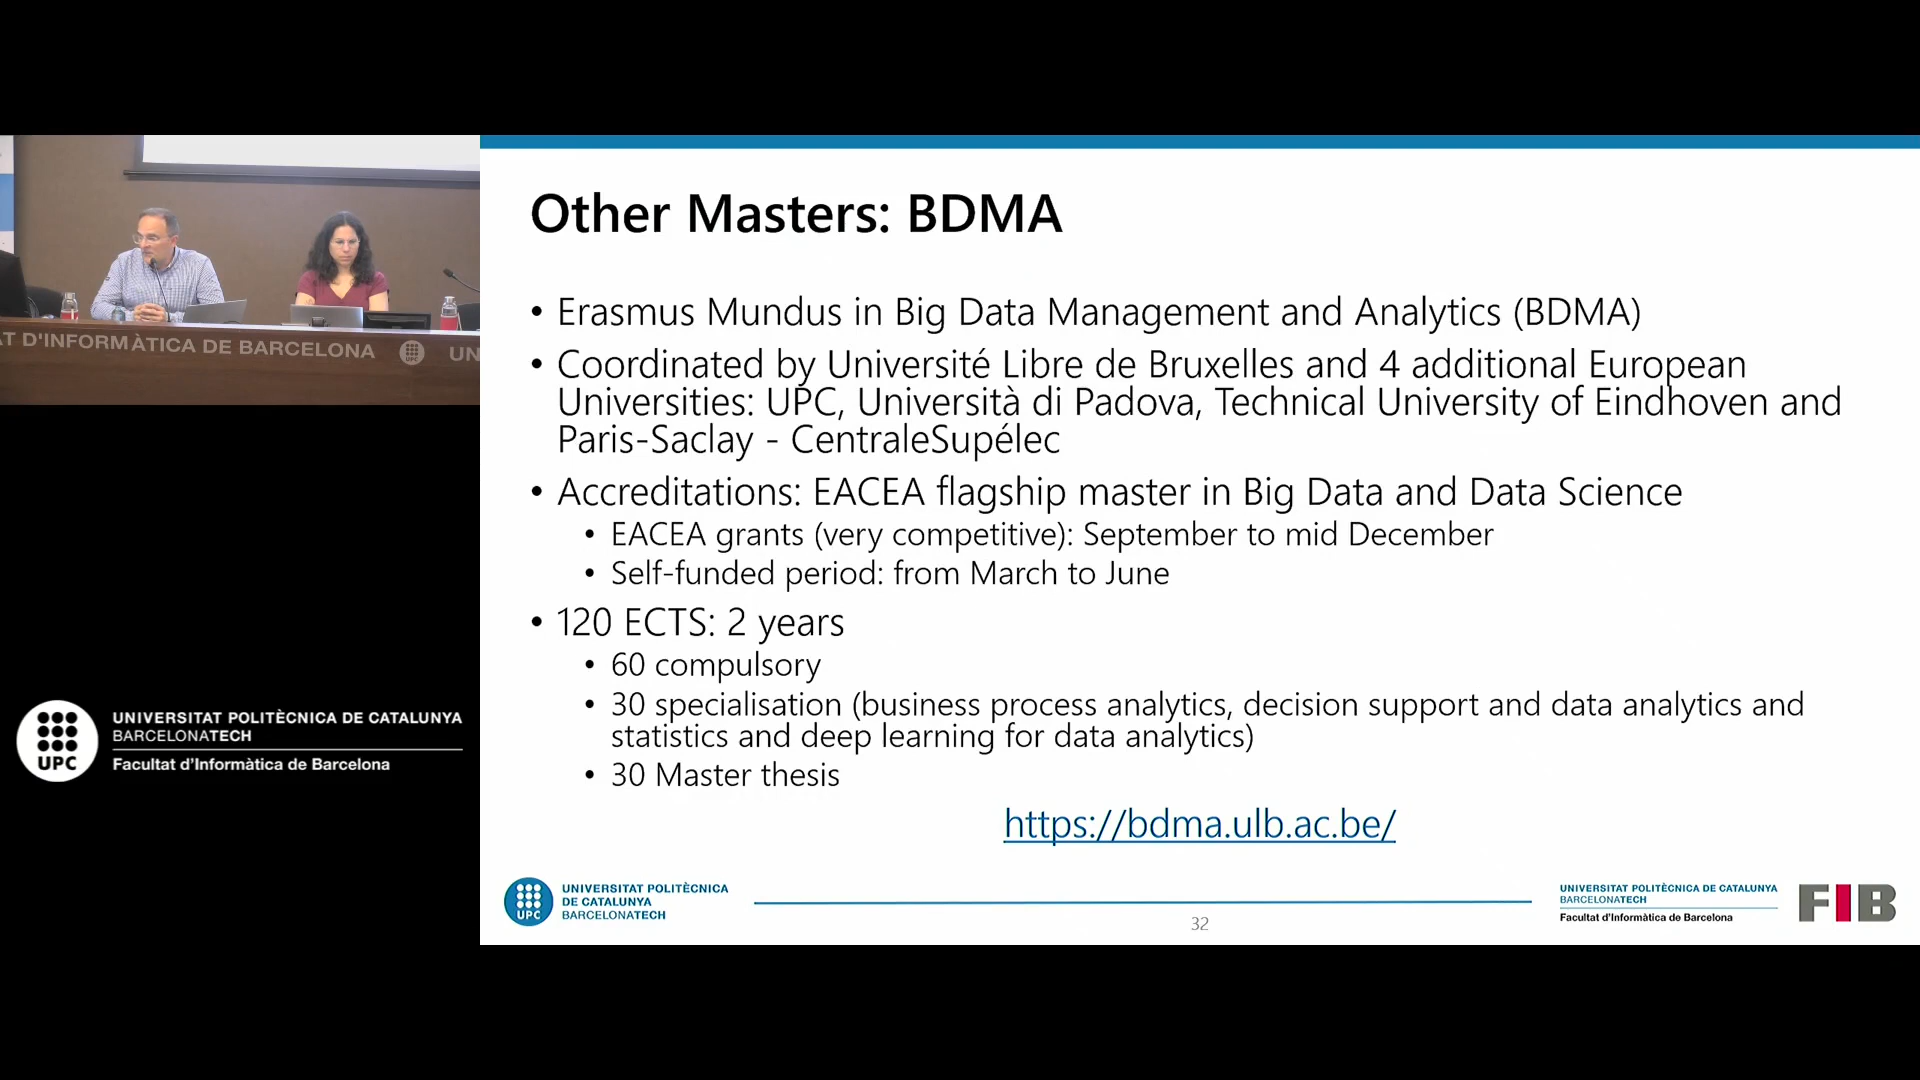 AT D'INFORMÀTICA DE BARCELONA
UN
UNIVERSITAT POLITÈCNICA DE CATALUNYA
BARCELONATECH
Facultat d'Informàtica de Barcelona
UPC
Other Masters: BDMA
• Erasmus Mundus in Big Data Management and Analytics (BDMA)
• Coordinated by Université Libre de Bruxelles and 4 additional European
Universities: UPC, Università di Padova, Technical University of Eindhoven and
Paris-Saclay - CentraleSupélec
• Accreditations: EACEA flagship master in Big Data and Data Science
• EACEA grants (very competitive): September to mid December
• Self-funded period: from March to June
• 120 ECTS: 2 years
• 60 compulsory
• 30 specialisation (business process analytics, decision support and data analytics and
statistics and deep learning for data analytics)
• 30 Master thesis
https://bdma.ulb.ac.be/
UPC
UNIVERSITAT POLITÈCNICA
DE CATALUNYA
BARCELONATECH
32
UNIVERSITAT POLITÈCNICA DE CATALUNYA
BARCELONATECH
Facultat d'Informàtica de Barcelona
FIB